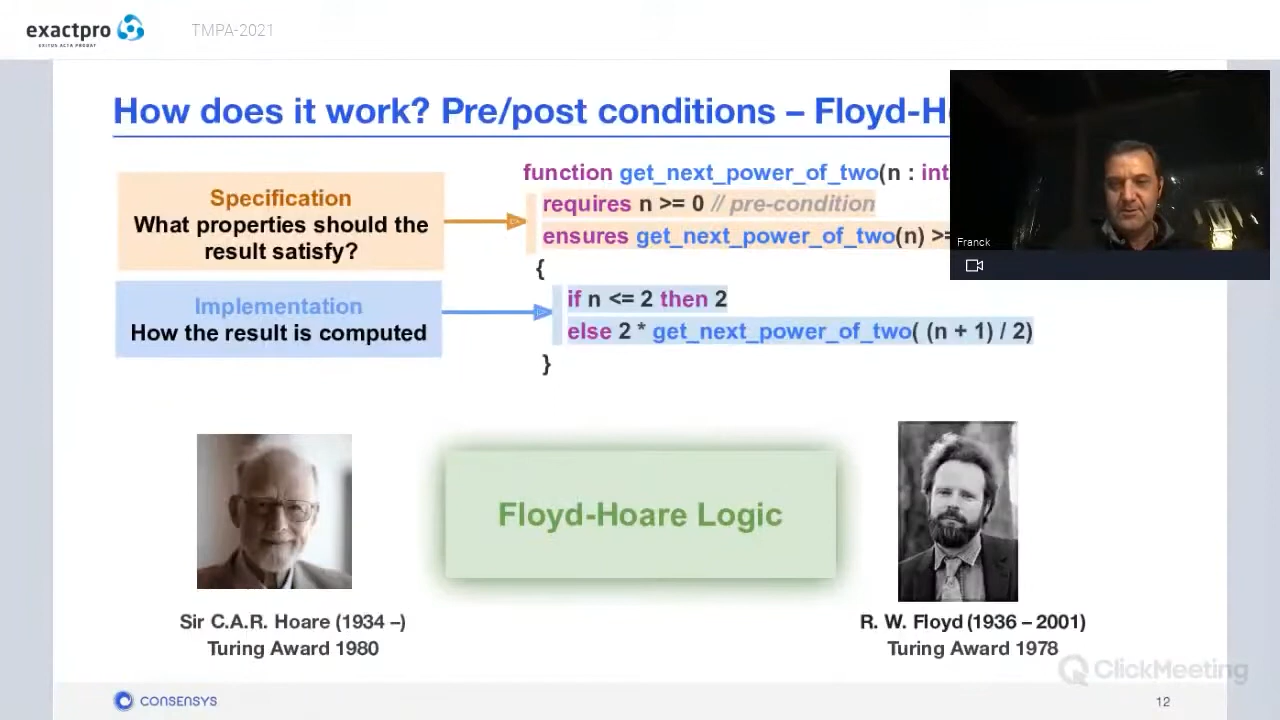 exactpro
EXITUS ACTA PROBAT
TMPA-2021
How does it work? Pre/post conditions – Floyd-H
Specification
What properties should the
result satisfy?
Implementation
How the result is computed
function get_next_power_of_two(n : int
requires n >= 0 // pre-condition
ensures get_next_power_of_two(n) >=
{
if n <= 2 then 2
else 2 * get_next_power_of_two( (n + 1) / 2)
}
Franck
Floyd-Hoare Logic
Sir C.A.R. Hoare (1934 –)
Turing Award 1980
R. W. Floyd (1936 – 2001)
Turing Award 1978
ClickMeeting
CONSENSYS
12